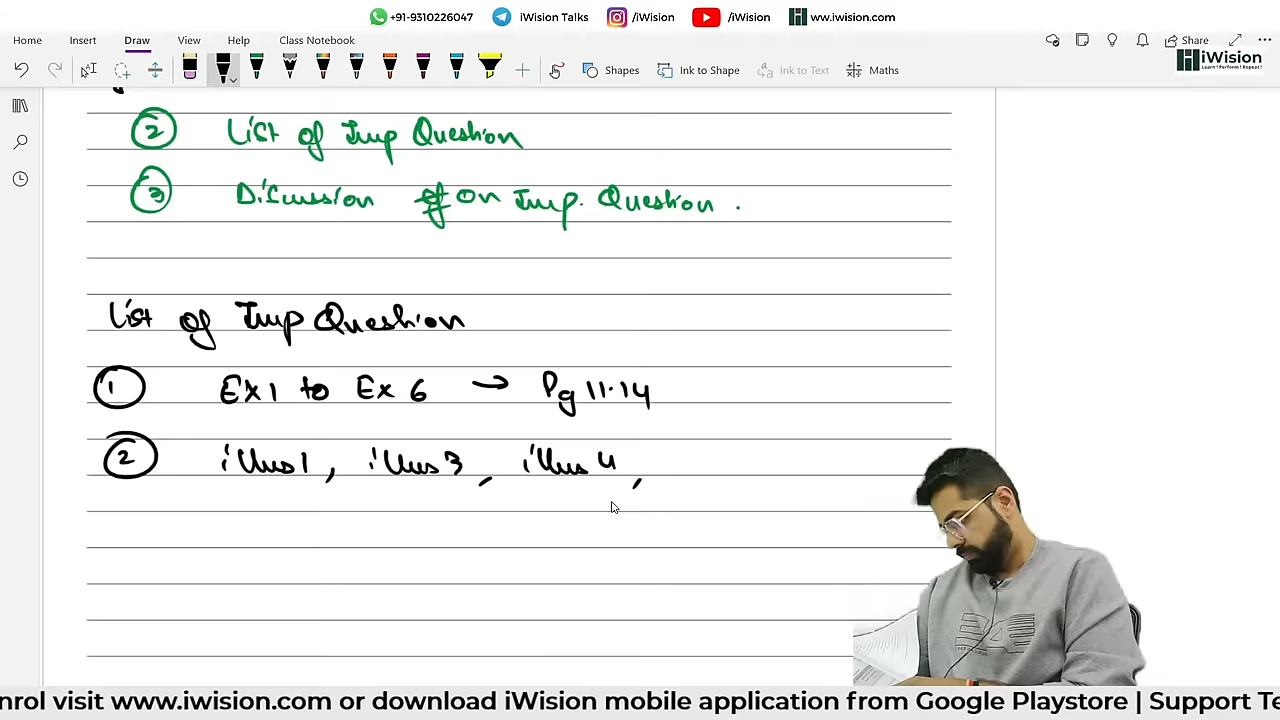 +91-9310226047 iWision Talks /iWision /iWision ww.iwision.com
Home Insert Draw View Help Class Notebook Share
Shapes Ink to Shape Ink to Text Maths
iWision
Learn! Perform! Repeat!
2 List of Imp Question
3 Discussion of on Imp. Question .
List of Imp Question
1 Ex 1 to Ex 6 → Pg 11.14
2 illus 1, illus 3, illus 4,
nrol visit www.iwision.com or download iWision mobile application from Google Playstore | Support Te